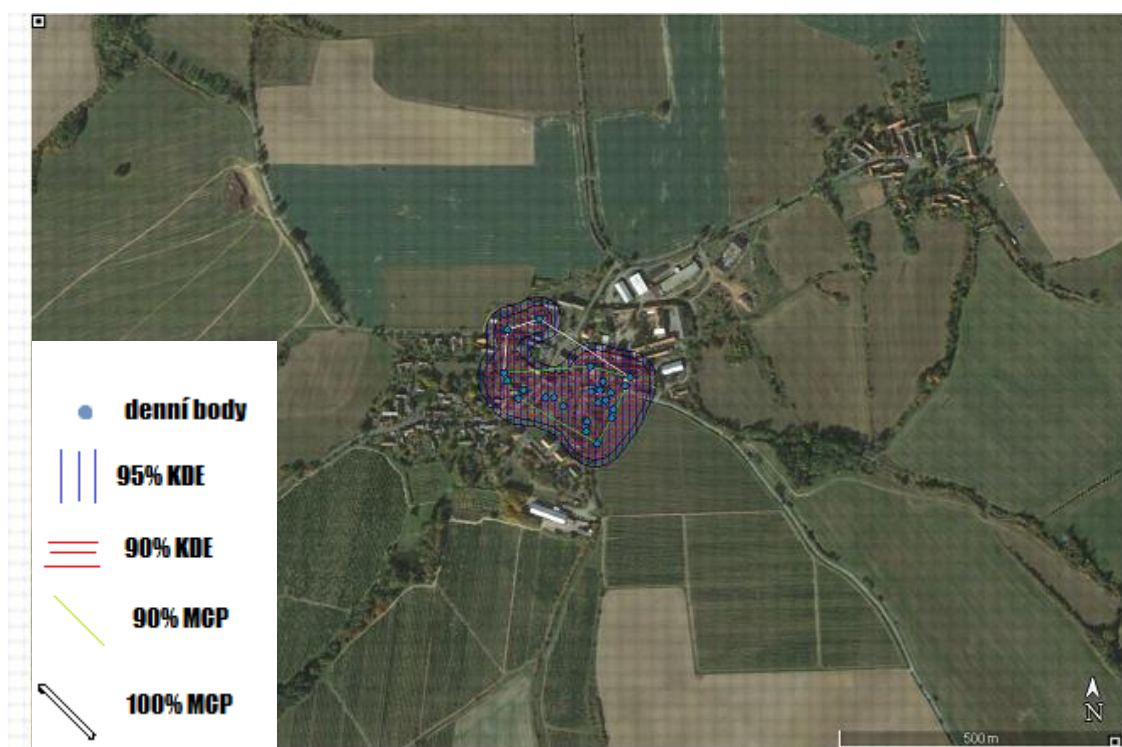 denní body
95% KDE
90% KDE
90% MCP
100% MCP
N
500 m